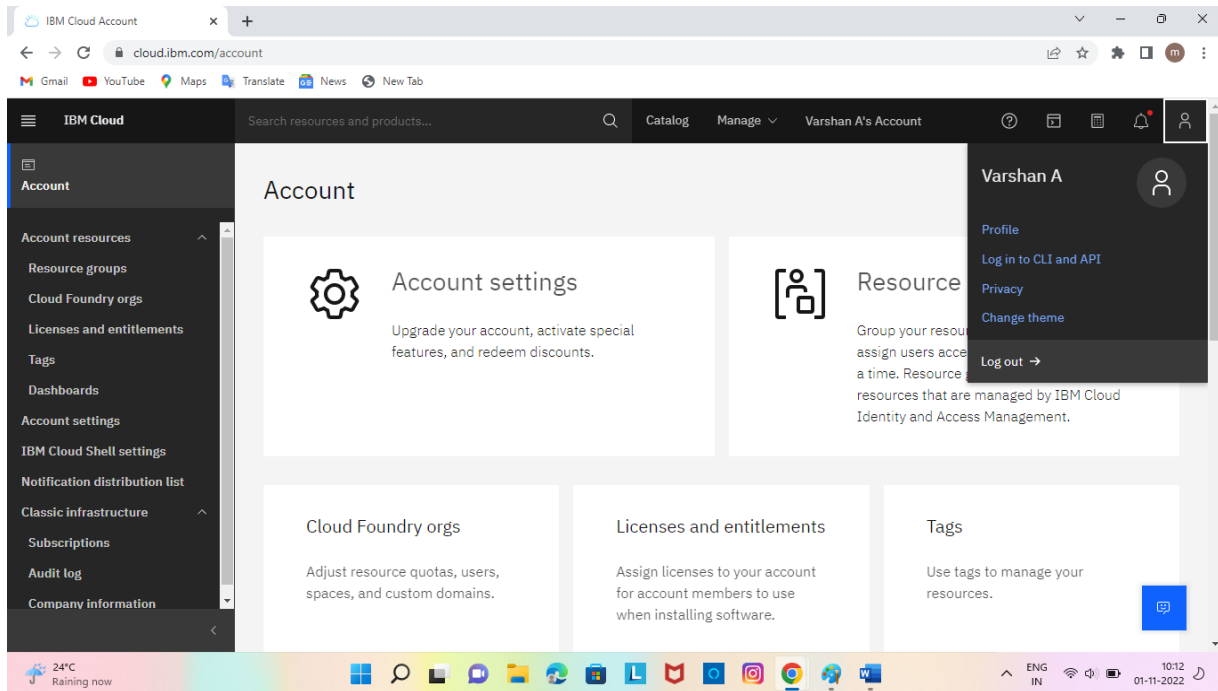 IBM Cloud Account
cloud.ibm.com/account
m
Gmail YouTube Maps Translate News New Tab
IBM Cloud
Search resources and products...
Catalog Manage Varshan A's Account
Account
Account resources
Resource groups
Cloud Foundry orgs
Licenses and entitlements
Tags
Dashboards
Account settings
IBM Cloud Shell settings
Notification distribution list
Classic infrastructure
Subscriptions
Audit log
Company information
Account
Account settings
Upgrade your account, activate special
features, and redeem discounts.
Resource
Group your resour
assign users acce
a time. Resource
resources that are managed by IBM Cloud
Identity and Access Management.
Varshan A
Profile
Log in to CLI and API
Privacy
Change theme
Log out
Cloud Foundry orgs
Adjust resource quotas, users,
spaces, and custom domains.
Licenses and entitlements
Assign licenses to your account
for account members to use
when installing software.
Tags
Use tags to manage your
resources.
24°C
Raining now
L
ENG
IN
10:12
01-11-2022